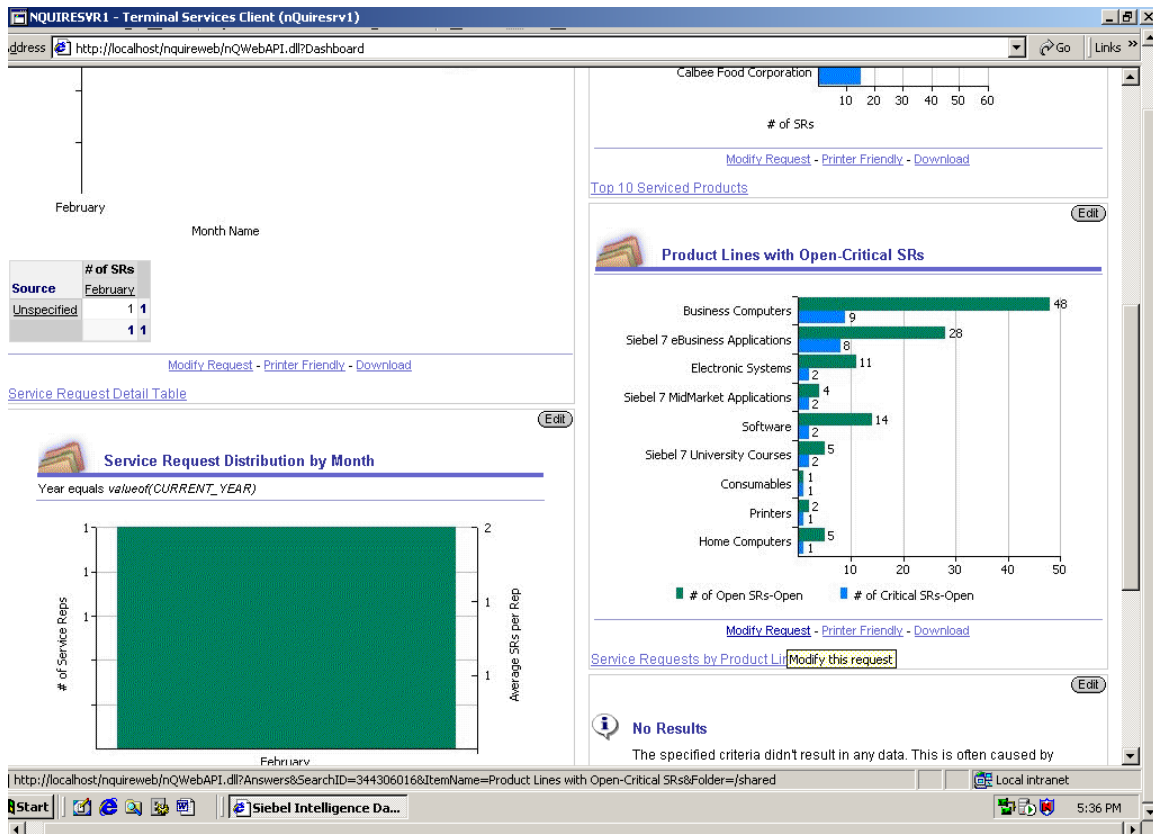 NQUIRESVR1 - Terminal Services Client (nQuiresrv1)
Address http://localhost/nquireweb/nQWebAPI.dll?Dashboard Go Links »
February
Month Name
# of SRs
Source February
Unspecified 1 1
1 1
Modify Request - Printer Friendly - Download
Service Request Detail Table
Edit
Service Request Distribution by Month
Year equals valueof(CURRENT_YEAR)
# of Service Reps
1
1
1
2
1
1
Average SRs per Rep
February
Calbee Food Corporation
10 20 30 40 50 60
# of SRs
Modify Request - Printer Friendly - Download
Top 10 Serviced Products
Edit
Product Lines with Open-Critical SRs
Business Computers 48
9
Siebel 7 eBusiness Applications 28
8
Electronic Systems 11
2
Siebel 7 MidMarket Applications 4
2
Software 14
2
Siebel 7 University Courses 5
2
Consumables 1
1
Printers 2
1
Home Computers 5
1
10 20 30 40 50
# of Open SRs-Open # of Critical SRs-Open
Modify Request - Printer Friendly - Download
Service Requests by Product Lin
Modify this request
Edit
No Results
The specified criteria didn't result in any data. This is often caused by
http://localhost/nquireweb/nQWebAPI.dll?Answers&SearchID=344306016&ItemName=Product Lines with Open-Critical SRs&Folder=/shared Local intranet
Start Siebel Intelligence Da... 5:36 PM